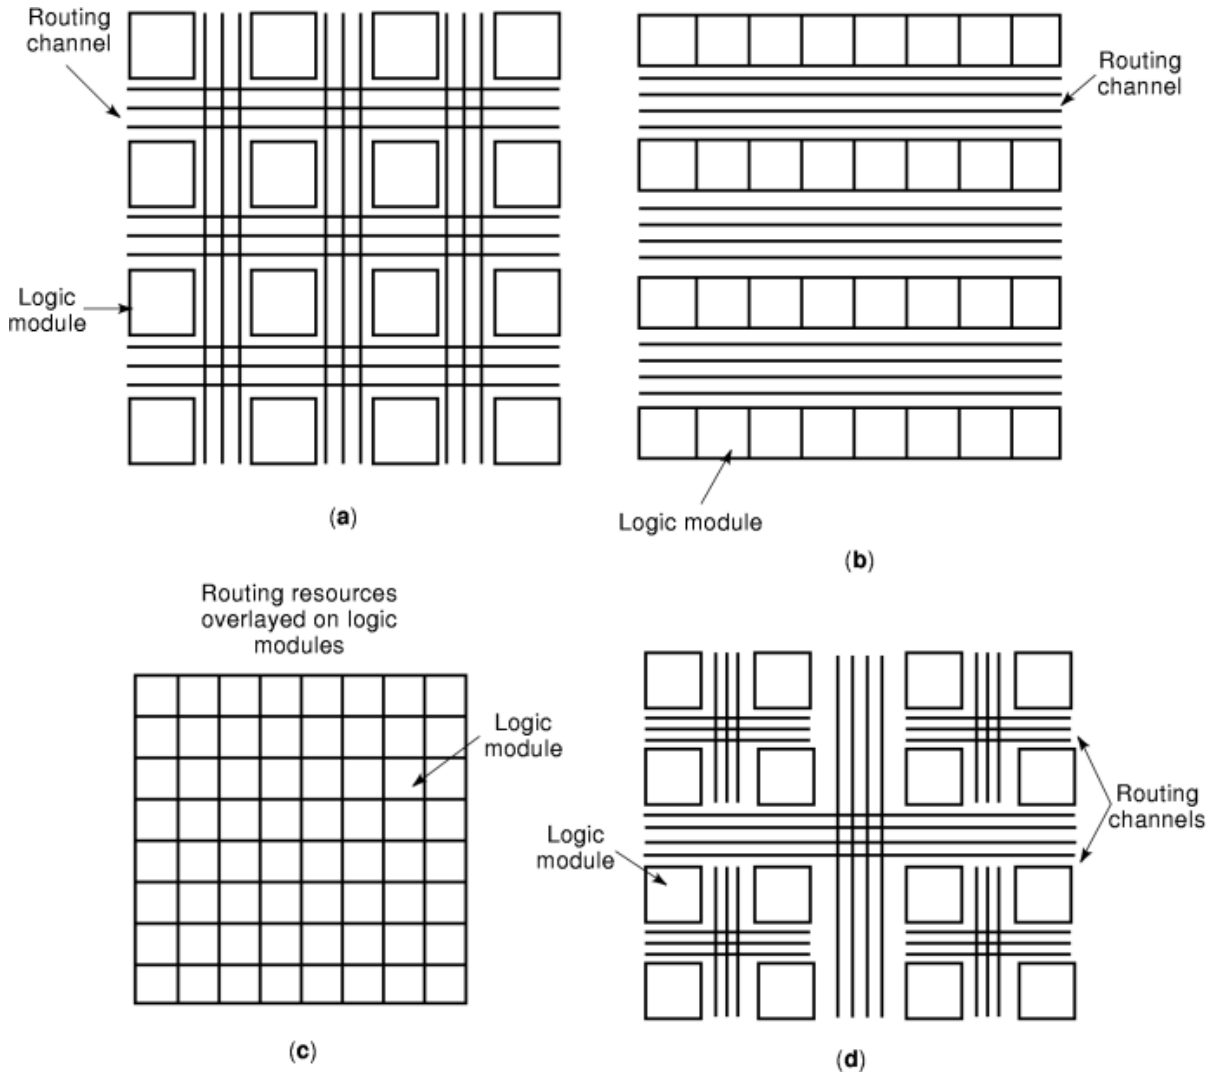 Routing
channel
Logic
module
(a)
Routing
channel
Logic module
(b)
Routing resources
overlayed on logic
modules
Logic
module
(c)
Logic
module
Routing
channels
(d)